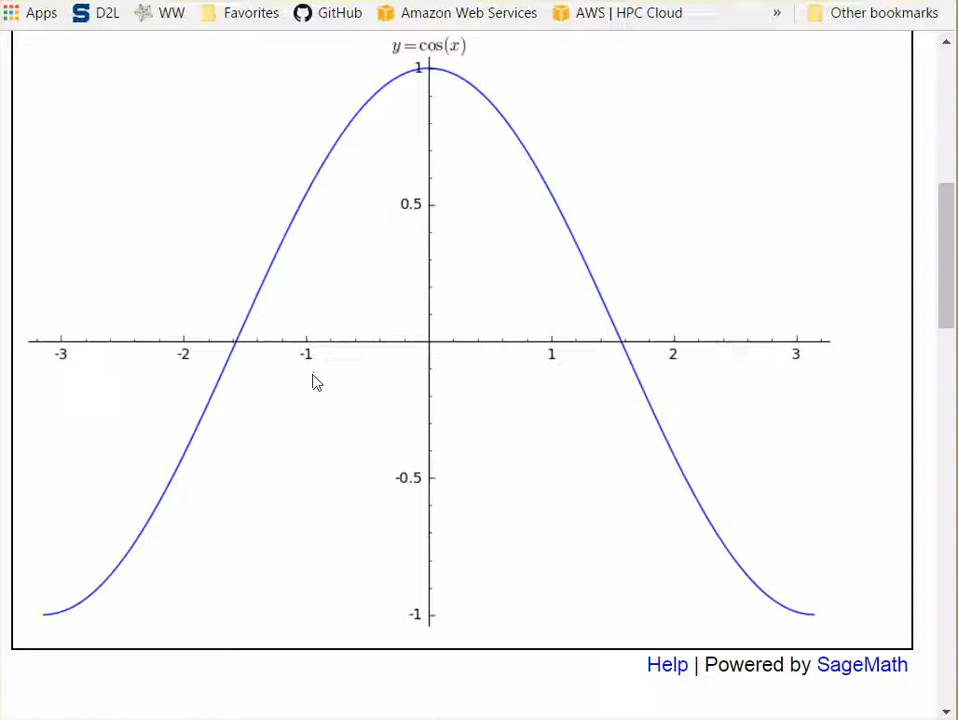 Apps D2L WW Favorites GitHub Amazon Web Services AWS | HPC Cloud » Other bookmarks
y=cos(x)
1
0.5
-3 -2 -1 1 2 3
-0.5
-1
Help | Powered by SageMath